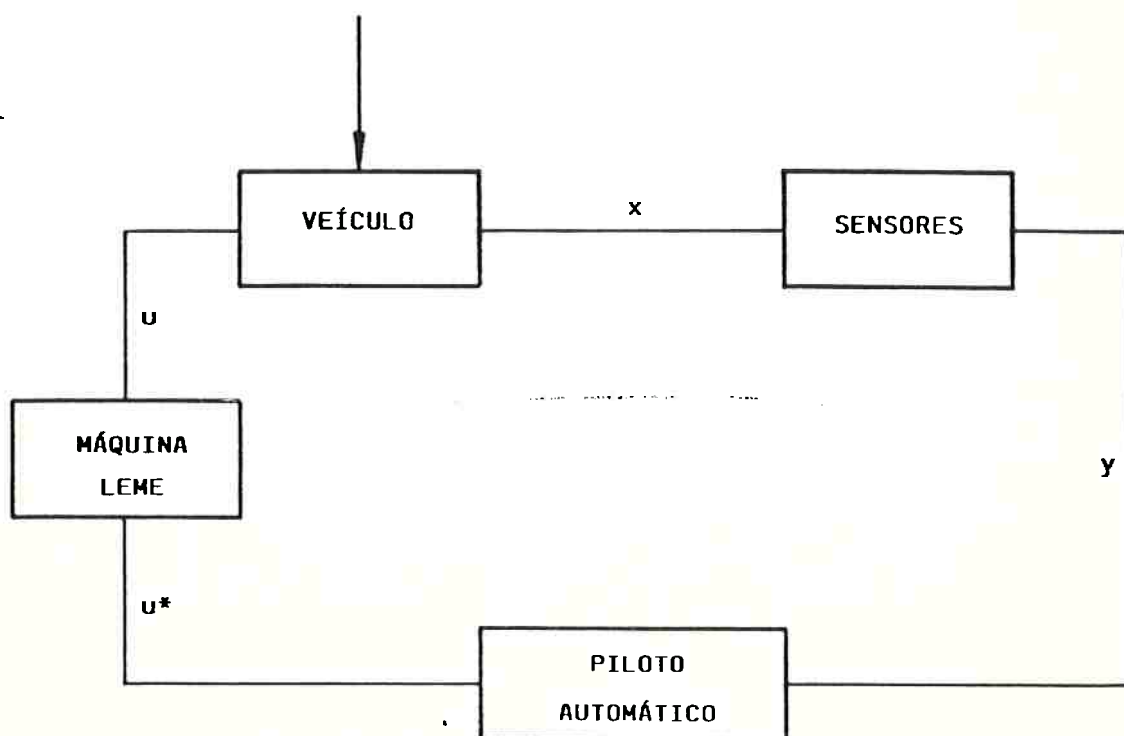 VEÍCULO
x
SENSORES
u
MÁQUINA
LEME
y
u*
PILOTO
AUTOMÁTICO